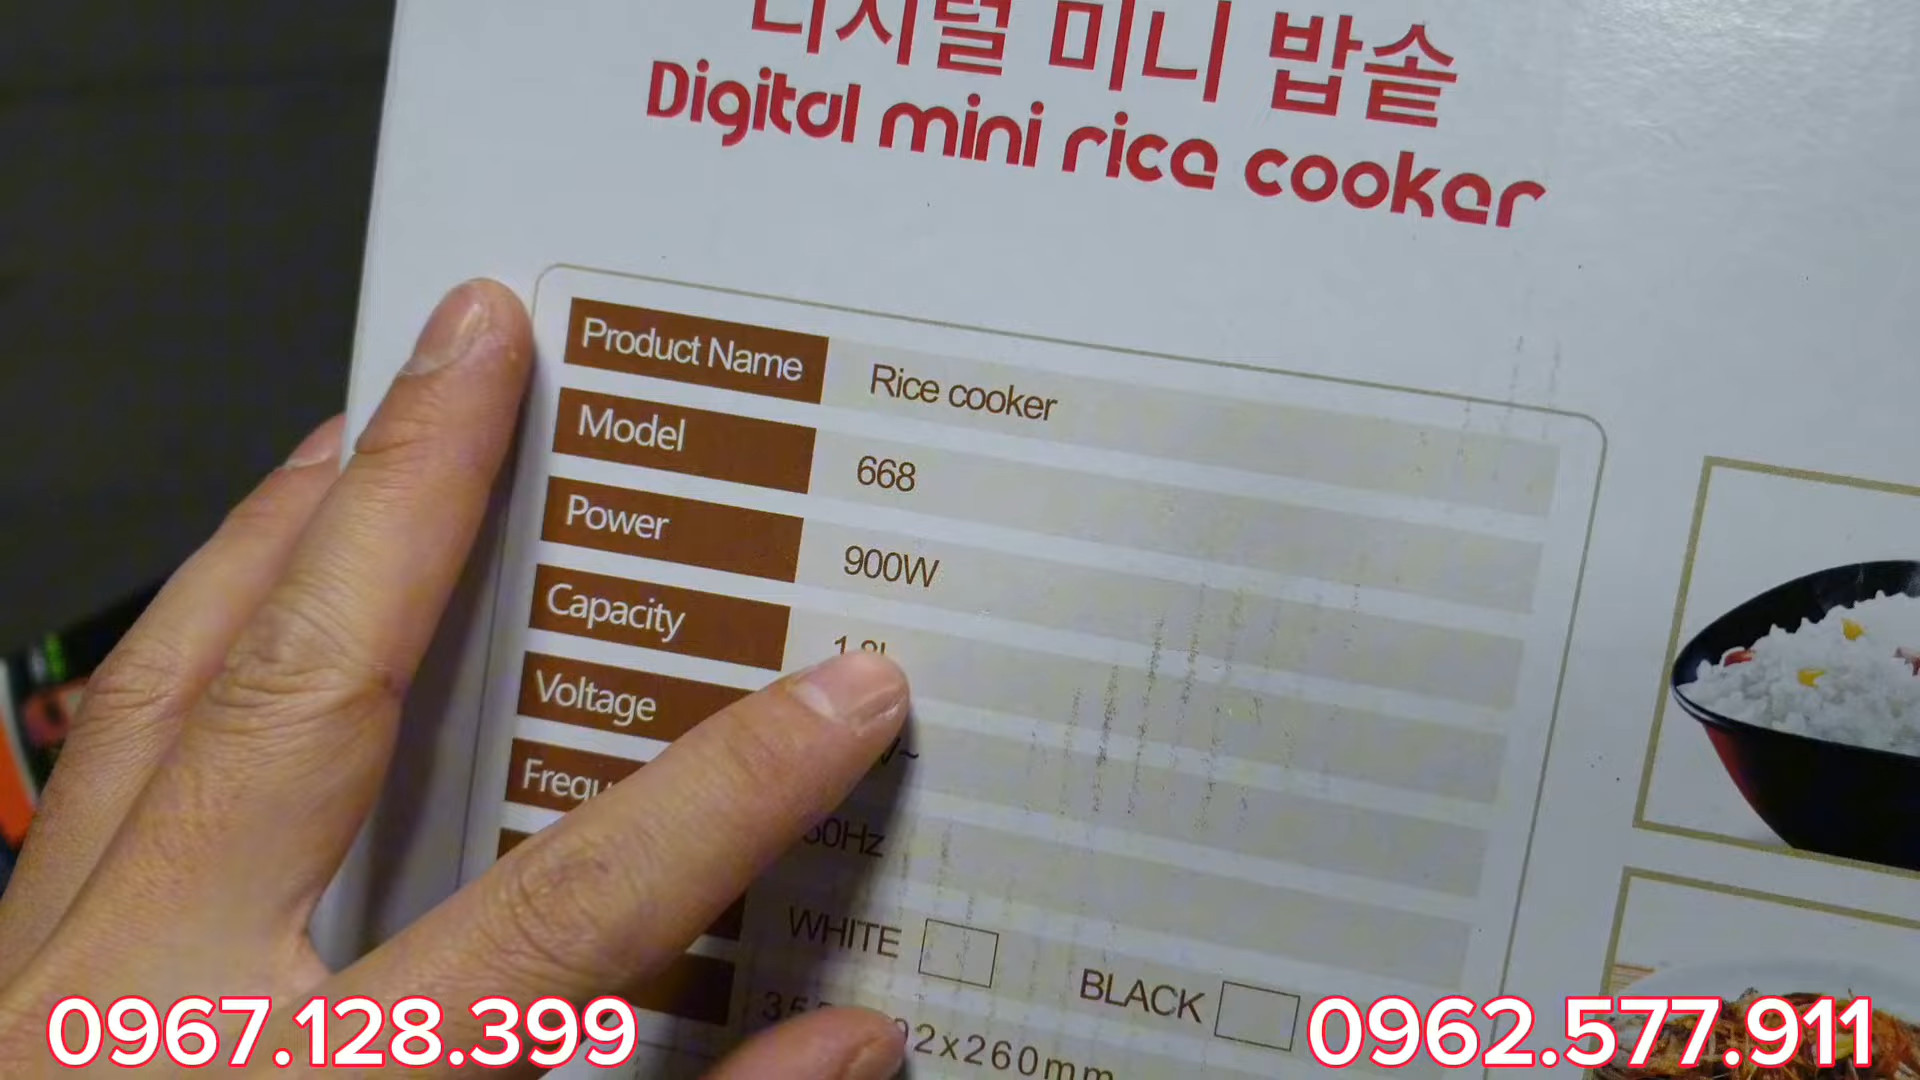 디지털 미니 밥솥
Digital mini rice cooker
Product Name Rice cooker
Model 668
Power 900W
Capacity
Voltage
WHITE BLACK
0967.128.399
0962.577.911